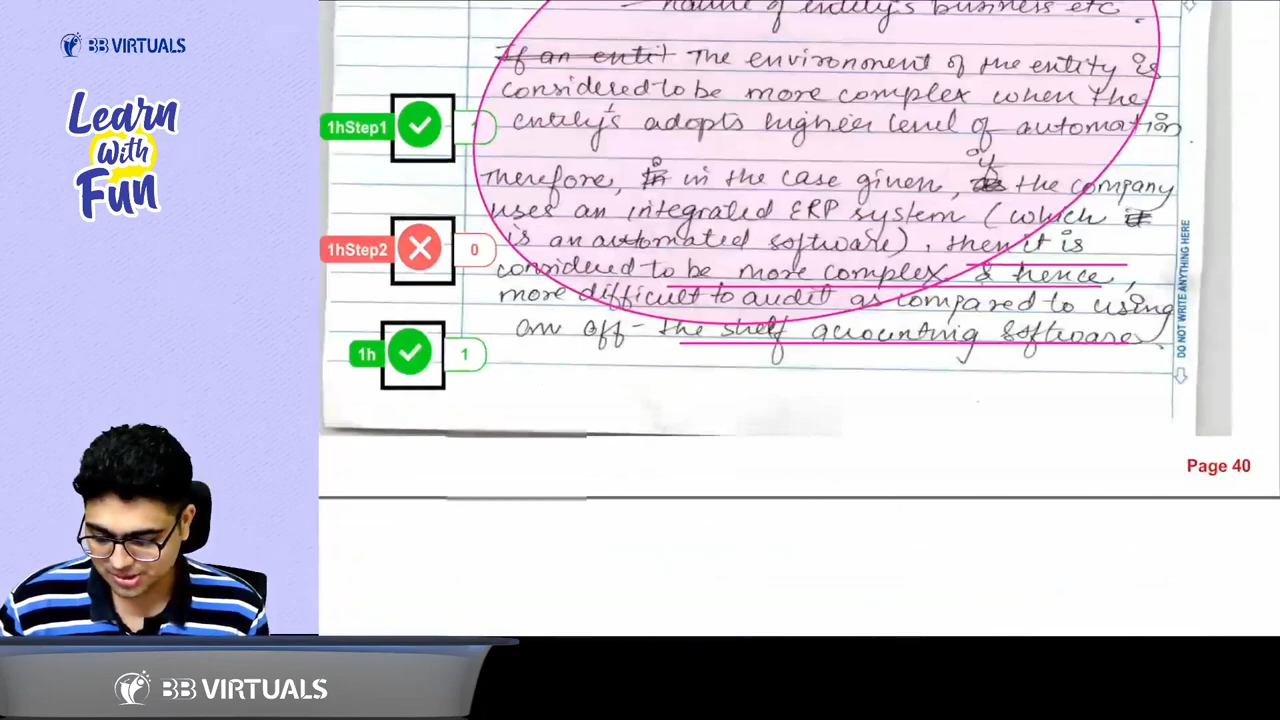 BB VIRTUALS
Learn
With
Fun
nature of entity's business etc.
If an entit The environment of the entity is
considered to be more complex when the
entity's adopts higher level of automation
Therefore, in in the case given, as if the company
uses an integrated ERP system (which it
is an automated software), then it is
considered to be more complex & hence,
more difficult to audit as compared to using
an off-the shelf accounting software.
1hStep1
1
1hStep2
0
1h
1
DO NOT WRITE ANYTHING HERE
Page 40
BB VIRTUALS